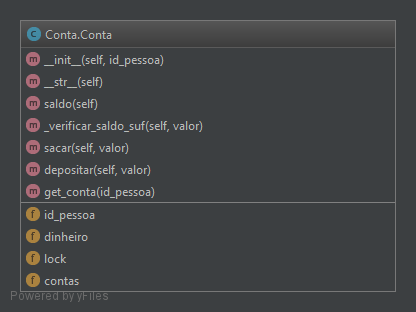 C Conta.Conta
m __init__(self, id_pessoa)
m __str__(self)
m saldo(self)
m _verificar_saldo_suf(self, valor)
m sacar(self, valor)
m depositar(self, valor)
m get_conta(id_pessoa)
f id_pessoa
f dinheiro
f lock
f contas
Powered by yFiles